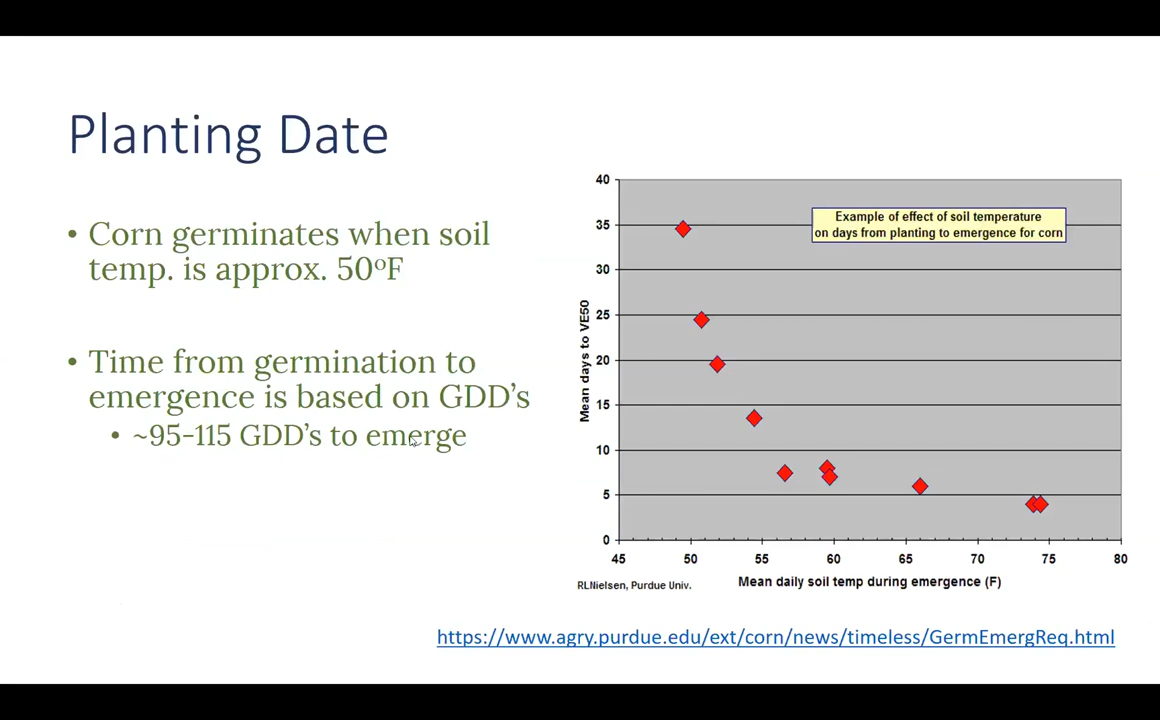 Planting Date
• Corn germinates when soil
temp. is approx. 50ºF
• Time from germination to
emergence is based on GDD's
• ~95-115 GDD's to emerge
Example of effect of soil temperature
on days from planting to emergence for corn
Mean days to VE50
40
35
30
25
20
15
10
5
0
45 50 55 60 65 70 75 80
Mean daily soil temp during emergence (F)
RLNielsen, Purdue Univ.
https://www.agry.purdue.edu/ext/corn/news/timeless/GermEmergReq.html